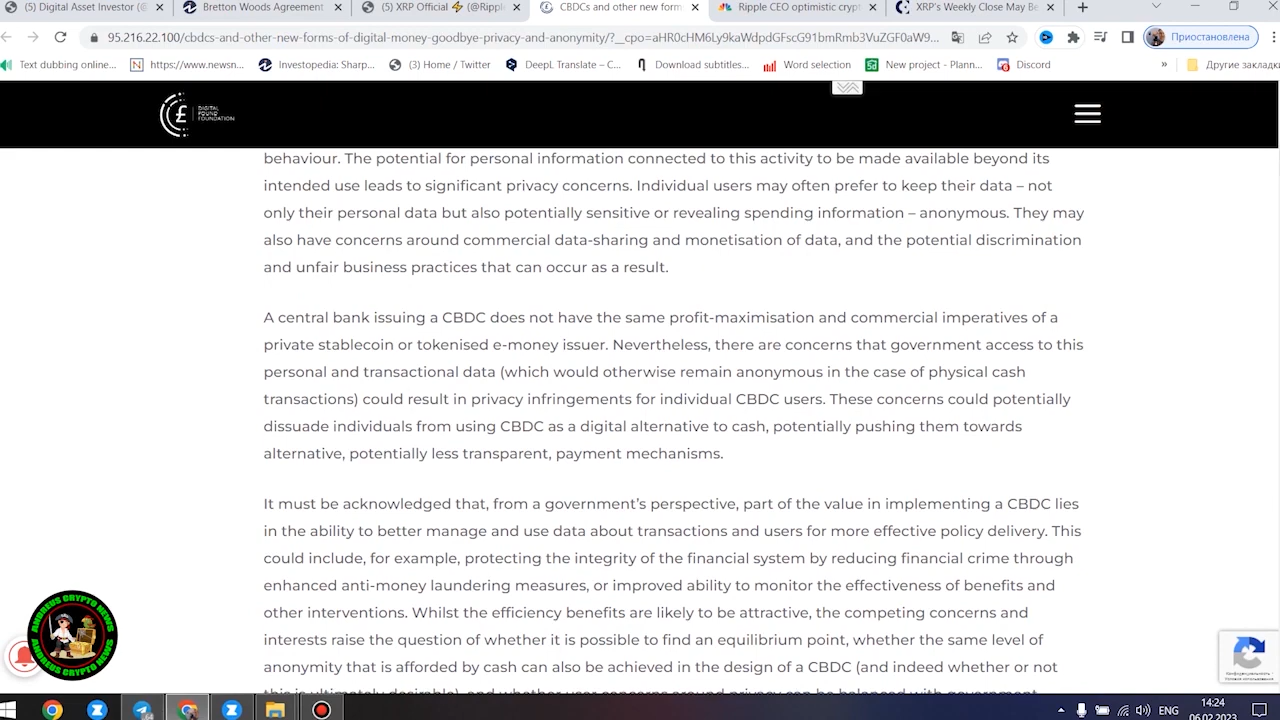 (5) Digital Asset Investor (@
Bretton Woods Agreement
(5) XRP Official ⚡ (@Rippl
CBDCs and other new form
Ripple CEO optimistic crypt
XRP's Weekly Close May Be
95.216.22.100/cbdcs-and-other-new-forms-of-digital-money-goodbye-privacy-and-anonymity/?__cpo=aHR0cHM6Ly9kaWdpdGFscG91bmRmb3VuZGF0aW9...
Приостановлена
Text dubbing online...
https://www.newsn...
Investopedia: Sharp...
(3) Home / Twitter
DeepL Translate – C...
Download subtitles...
Word selection
New project - Plann...
Discord
»
Другие закладки
DIGITAL
POUND
FOUNDATION
behaviour. The potential for personal information connected to this activity to be made available beyond its
intended use leads to significant privacy concerns. Individual users may often prefer to keep their data – not
only their personal data but also potentially sensitive or revealing spending information – anonymous. They may
also have concerns around commercial data-sharing and monetisation of data, and the potential discrimination
and unfair business practices that can occur as a result.
A central bank issuing a CBDC does not have the same profit-maximisation and commercial imperatives of a
private stablecoin or tokenised e-money issuer. Nevertheless, there are concerns that government access to this
personal and transactional data (which would otherwise remain anonymous in the case of physical cash
transactions) could result in privacy infringements for individual CBDC users. These concerns could potentially
dissuade individuals from using CBDC as a digital alternative to cash, potentially pushing them towards
alternative, potentially less transparent, payment mechanisms.
It must be acknowledged that, from a government's perspective, part of the value in implementing a CBDC lies
in the ability to better manage and use data about transactions and users for more effective policy delivery. This
could include, for example, protecting the integrity of the financial system by reducing financial crime through
enhanced anti-money laundering measures, or improved ability to monitor the effectiveness of benefits and
other interventions. Whilst the efficiency benefits are likely to be attractive, the competing concerns and
interests raise the question of whether it is possible to find an equilibrium point, whether the same level of
anonymity that is afforded by cash can also be achieved in the design of a CBDC (and indeed whether or not
ANDREUS CRYPTO NEWS
ANDREUS CRYPTO NEWS
Конфиденциальность -
Условия использования
ENG
14:24
06.02.2023